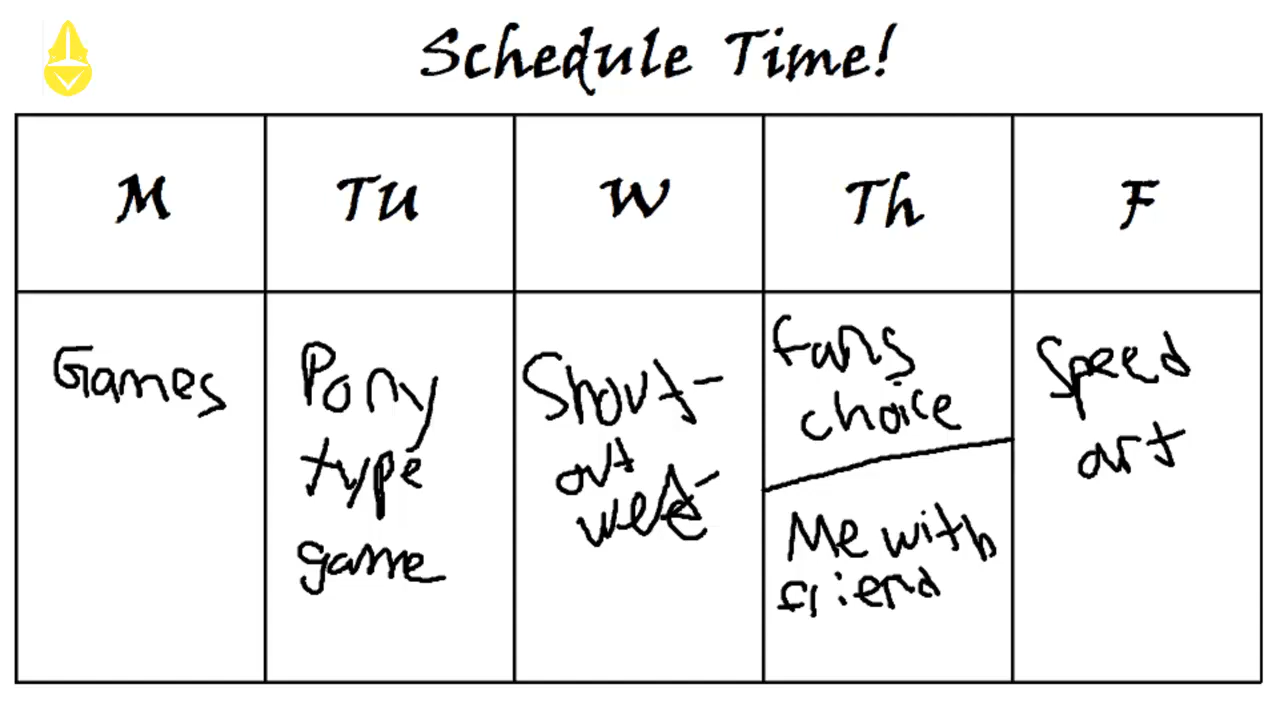 Schedule Time!
M TU W Th F
Games
Pony
type
game
Shout-
out
fans
choice
Me with
friend
Speed
art